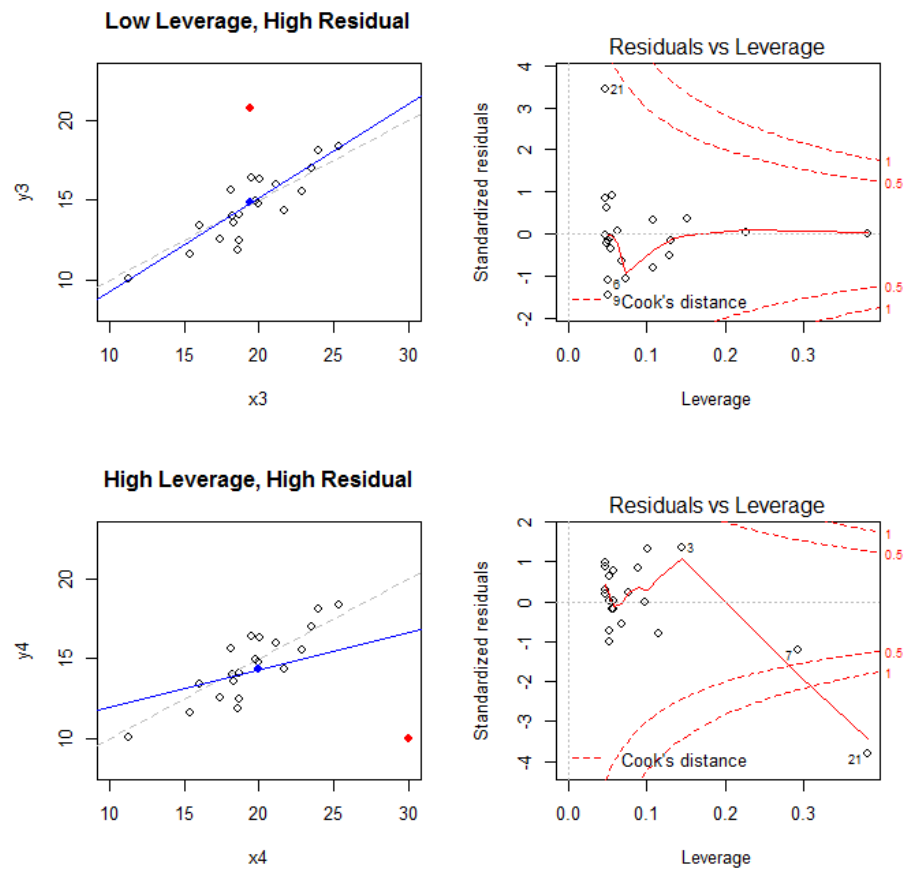 Low Leverage, High Residual
y3
20
15
10
10 15 20 25 30
x3
Residuals vs Leverage
Standardized residuals
4
3
2
1
0
-1
-2
21
6
9
Cook's distance
1
0.5
0.5
1
0.0 0.1 0.2 0.3
Leverage
High Leverage, High Residual
y4
20
15
10
10 15 20 25 30
x4
Residuals vs Leverage
Standardized residuals
2
1
0
-1
-2
-3
-4
3
7
21
Cook's distance
1
0.5
0.5
1
0.0 0.1 0.2 0.3
Leverage